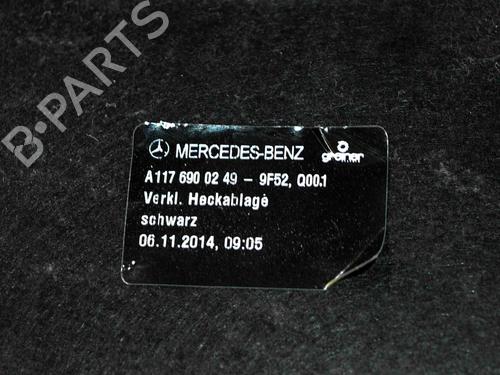 B·PARTS
MERCEDES-BENZ greiner
A117 690 02 49 - 9F52, Q00.1
Verkl. Heckablage
schwarz
06.11.2014, 09:05